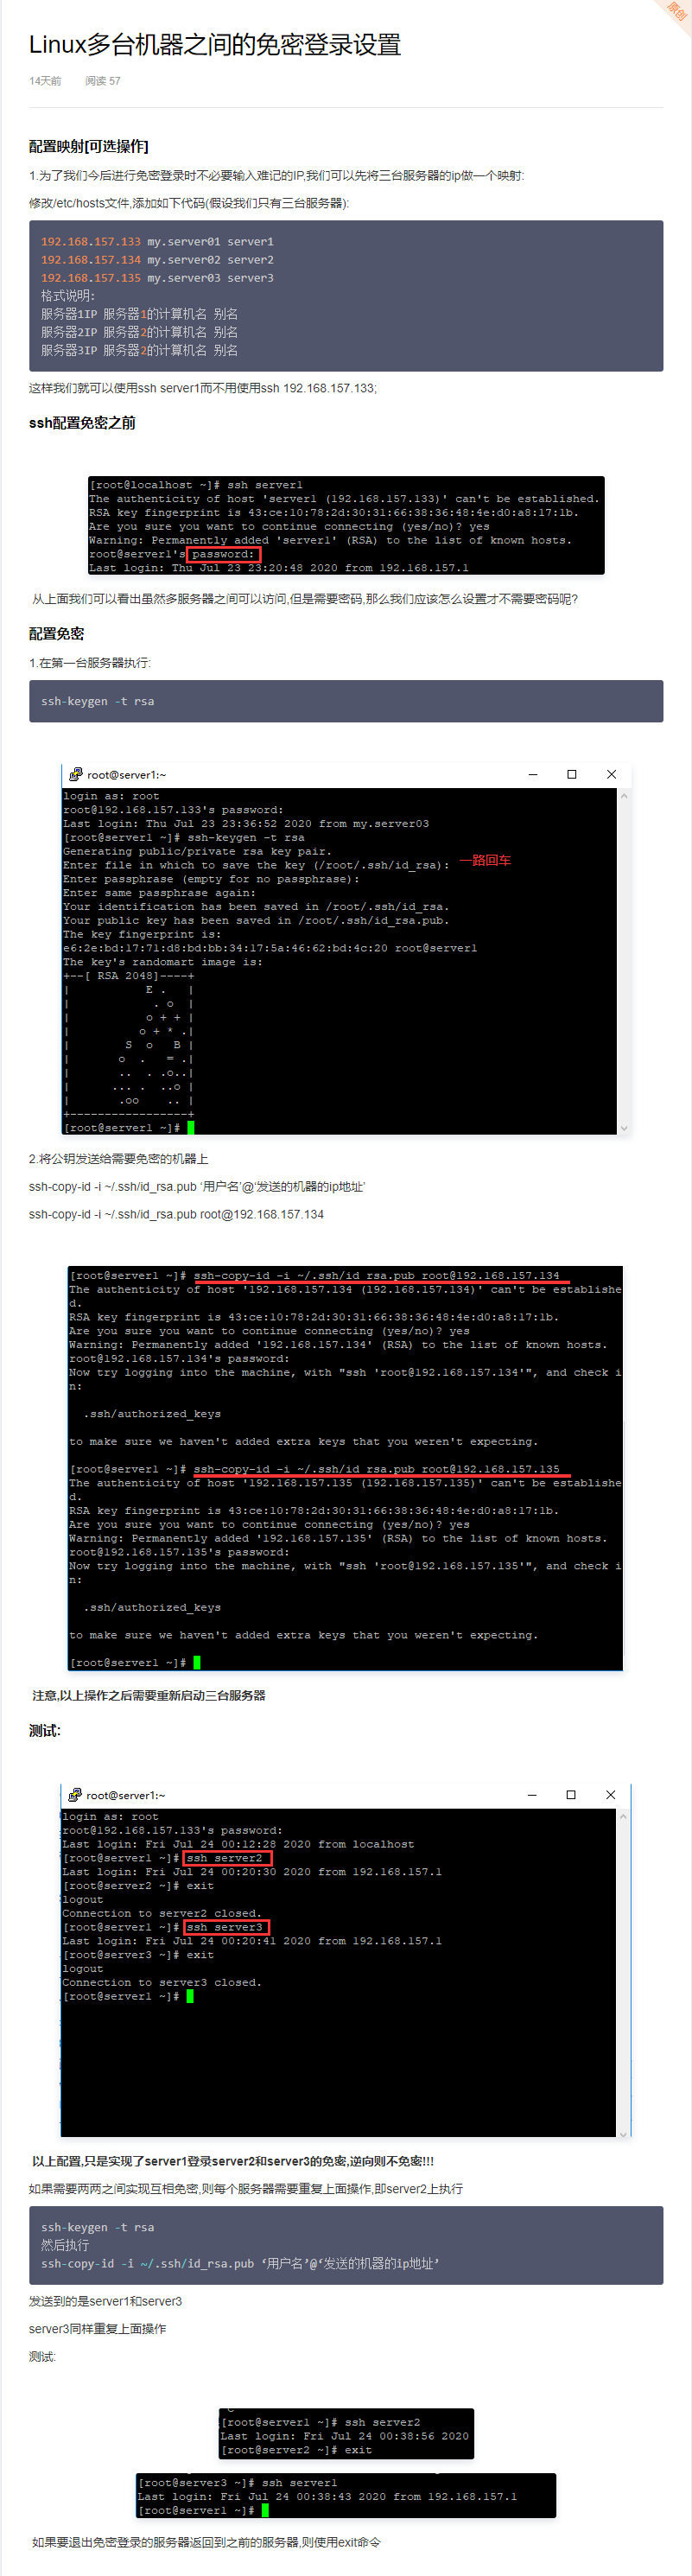 原创
Linux多台机器之间的免密登录设置
14天前 阅读 57
配置映射[可选操作]
1.为了我们今后进行免密登录时不必要输入难记的IP,我们可以先将三台服务器的ip做一个映射:
修改/etc/hosts文件,添加如下代码(假设我们只有三台服务器):
192.168.157.133 my.server01 server1
192.168.157.134 my.server02 server2
192.168.157.135 my.server03 server3
格式说明:
服务器1IP 服务器1的计算机名 别名
服务器2IP 服务器2的计算机名 别名
服务器3IP 服务器2的计算机名 别名
这样我们就可以使用ssh server1而不用使用ssh 192.168.157.133;
ssh配置免密之前
[root@localhost ~]# ssh server1
The authenticity of host 'server1 (192.168.157.133)' can't be established.
RSA key fingerprint is 43:ce:10:78:2d:30:31:66:38:36:48:4e:d0:a8:17:1b.
Are you sure you want to continue connecting (yes/no)? yes
Warning: Permanently added 'server1' (RSA) to the list of known hosts.
root@server1's password:
Last login: Thu Jul 23 23:20:48 2020 from 192.168.157.1
从上面我们可以看出虽然多服务器之间可以访问,但是需要密码,那么我们应该怎么设置才不需要密码呢?
配置免密
1.在第一台服务器执行:
ssh-keygen -t rsa
root@server1:~
login as: root
root@192.168.157.133's password:
Last login: Thu Jul 23 23:36:52 2020 from my.server03
[root@server1 ~]# ssh-keygen -t rsa
Generating public/private rsa key pair.
Enter file in which to save the key (/root/.ssh/id_rsa): 一路回车
Enter passphrase (empty for no passphrase):
Enter same passphrase again:
Your identification has been saved in /root/.ssh/id_rsa.
Your public key has been saved in /root/.ssh/id_rsa.pub.
The key fingerprint is:
e6:2e:bd:17:71:d8:bd:bb:34:17:5a:46:62:bd:4c:20 root@server1
The key's randomart image is:
+--[ RSA 2048]----+
|           E .   |
|            . o  |
|           o + + |
|          o + * .|
|        S  o   B |
|       o  .   = .|
|       ..  . .o..|
|      ... .  ..o |
|       .oo    .. |
+-----------------+
[root@server1 ~]#
2.将公钥发送给需要免密的机器上
ssh-copy-id -i ~/.ssh/id_rsa.pub ‘用户名’@‘发送的机器的ip地址’
ssh-copy-id -i ~/.ssh/id_rsa.pub root@192.168.157.134
[root@server1 ~]# ssh-copy-id -i ~/.ssh/id_rsa.pub root@192.168.157.134
The authenticity of host '192.168.157.134 (192.168.157.134)' can't be establishe
d.
RSA key fingerprint is 43:ce:10:78:2d:30:31:66:38:36:48:4e:d0:a8:17:1b.
Are you sure you want to continue connecting (yes/no)? yes
Warning: Permanently added '192.168.157.134' (RSA) to the list of known hosts.
root@192.168.157.134's password:
Now try logging into the machine, with "ssh 'root@192.168.157.134'", and check i
n:
.ssh/authorized_keys
to make sure we haven't added extra keys that you weren't expecting.
[root@server1 ~]# ssh-copy-id -i ~/.ssh/id_rsa.pub root@192.168.157.135
The authenticity of host '192.168.157.135 (192.168.157.135)' can't be establishe
d.
RSA key fingerprint is 43:ce:10:78:2d:30:31:66:38:36:48:4e:d0:a8:17:1b.
Are you sure you want to continue connecting (yes/no)? yes
Warning: Permanently added '192.168.157.135' (RSA) to the list of known hosts.
root@192.168.157.135's password:
Now try logging into the machine, with "ssh 'root@192.168.157.135'", and check i
n:
.ssh/authorized_keys
to make sure we haven't added extra keys that you weren't expecting.
[root@server1 ~]#
注意,以上操作之后需要重新启动三台服务器
测试:
root@server1:~
login as: root
root@192.168.157.133's password:
Last login: Fri Jul 24 00:12:28 2020 from localhost
[root@server1 ~]# ssh server2
Last login: Fri Jul 24 00:20:30 2020 from 192.168.157.1
[root@server2 ~]# exit
logout
Connection to server2 closed.
[root@server1 ~]# ssh server3
Last login: Fri Jul 24 00:20:41 2020 from 192.168.157.1
[root@server3 ~]# exit
logout
Connection to server3 closed.
[root@server1 ~]#
以上配置,只是实现了server1登录server2和server3的免密,逆向则不免密!!!
如果需要两两之间实现互相免密,则每个服务器需要重复上面操作,即server2上执行
ssh-keygen -t rsa
然后执行
ssh-copy-id -i ~/.ssh/id_rsa.pub ‘用户名’@‘发送的机器的ip地址’
发送到的是server1和server3
server3同样重复上面操作
测试:
[root@server1 ~]# ssh server2
Last login: Fri Jul 24 00:38:56 2020
[root@server2 ~]# exit
[root@server3 ~]# ssh server1
Last login: Fri Jul 24 00:38:43 2020 from 192.168.157.1
[root@server1 ~]#
如果要退出免密登录的服务器返回到之前的服务器,则使用exit命令